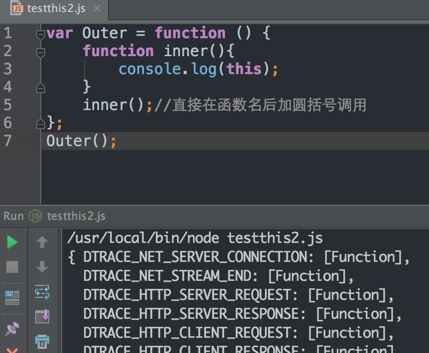 testthis2.js
1 var Outer = function () {
2 function inner(){
3 console.log(this);
4 }
5 inner();//直接在函数名后加圆括号调用
6 };
7 Outer();
Run testthis2.js
/usr/local/bin/node testthis2.js
{ DTRACE_NET_SERVER_CONNECTION: [Function],
DTRACE_NET_STREAM_END: [Function],
DTRACE_HTTP_SERVER_REQUEST: [Function],
DTRACE_HTTP_SERVER_RESPONSE: [Function],
DTRACE_HTTP_CLIENT_REQUEST: [Function],
DTRACE_HTTP_CLIENT_RESPONSE: [Function],